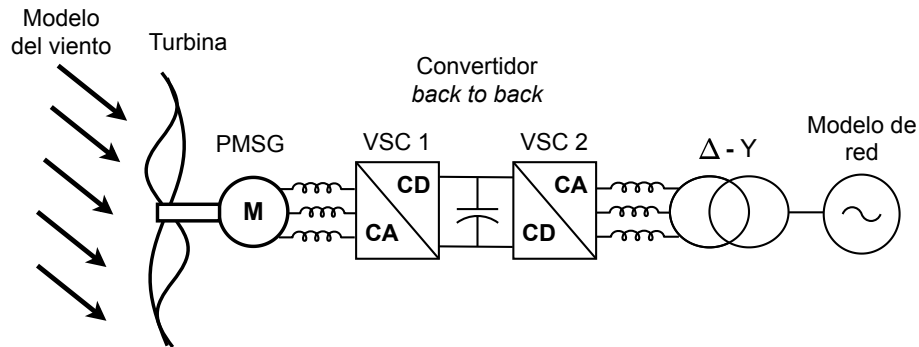 Modelo
del viento
Turbina
Convertidor
back to back
PMSG
VSC 1
VSC 2
Δ - Y
Modelo de
red
M
CD
CA
CA
CD